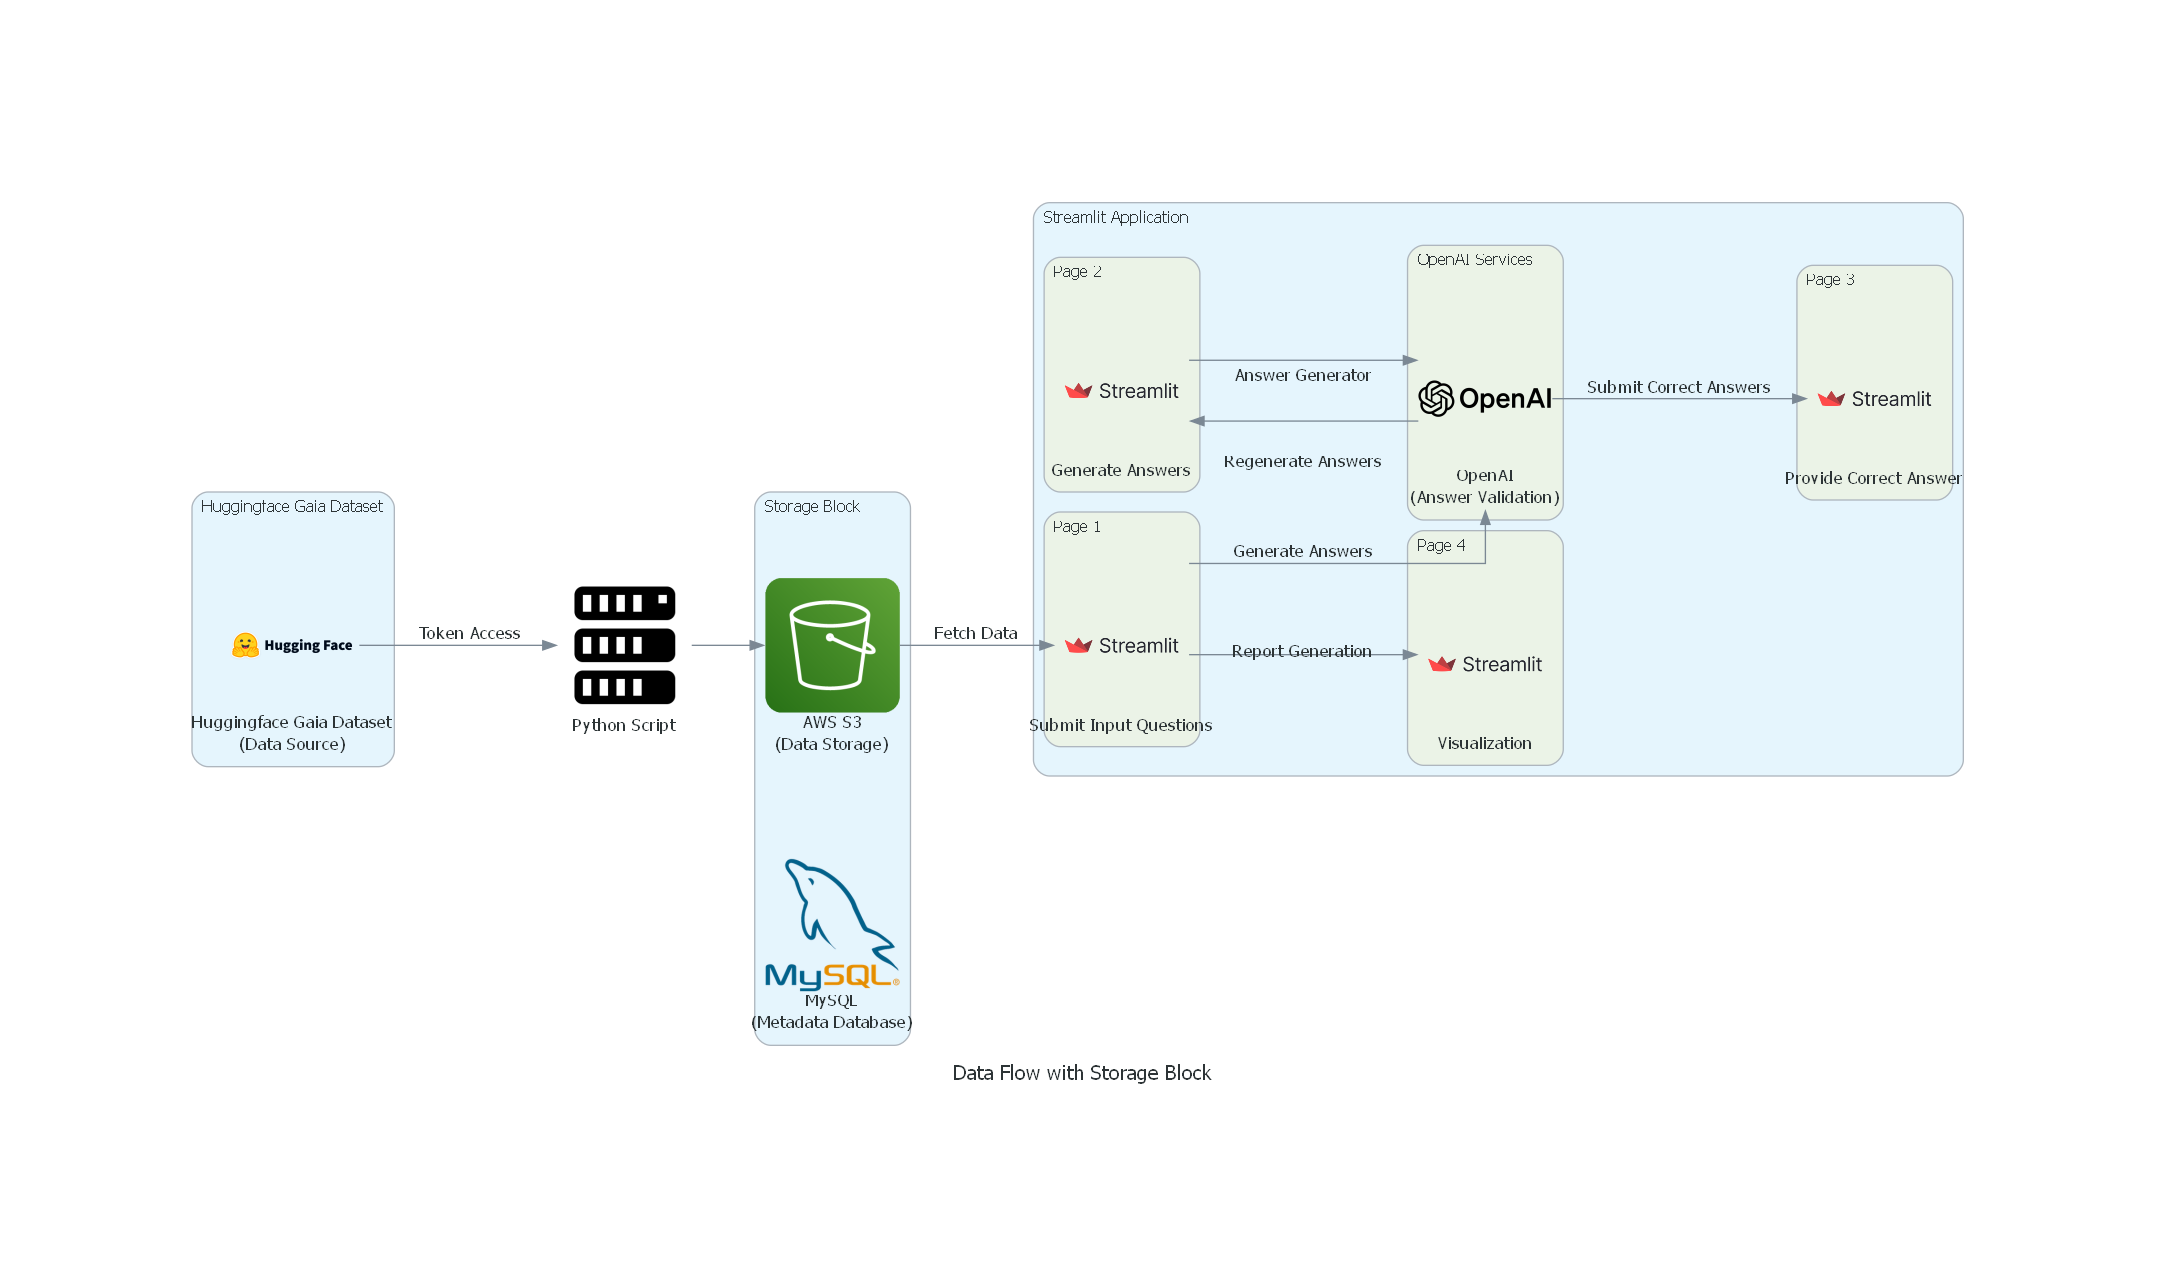 Huggingface Gaia Dataset
Hugging Face
Huggingface Gaia Dataset
(Data Source)
Token Access
Python Script
Storage Block
AWS S3
(Data Storage)
MySQL®
MySQL
(Metadata Database)
Fetch Data
Streamlit Application
Page 2
Streamlit
Generate Answers
Answer Generator
Regenerate Answers
OpenAI Services
OpenAI
OpenAI
(Answer Validation)
Submit Correct Answers
Page 3
Streamlit
Provide Correct Answer
Page 1
Streamlit
Submit Input Questions
Generate Answers
Report Generation
Page 4
Streamlit
Visualization
Data Flow with Storage Block